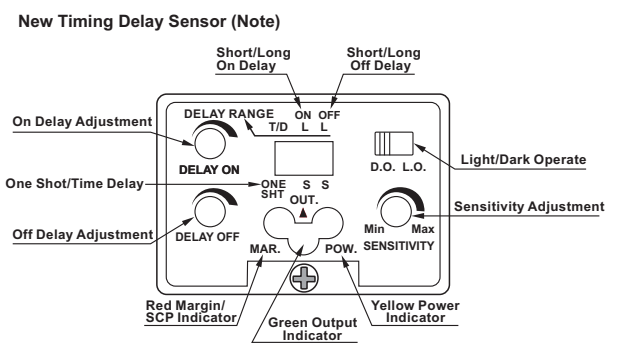 New Timing Delay Sensor (Note)
Short/Long
On Delay
Short/Long
Off Delay
On Delay Adjustment
DELAY RANGE
ON OFF
T/D L L
DELAY ON
D.O. L.O.
Light/Dark Operate
One Shot/Time Delay
ONE
SHT
S S
OUT.
Sensitivity Adjustment
Min Max
SENSITIVITY
Off Delay Adjustment
DELAY OFF
MAR.
POW.
Red Margin/
SCP Indicator
Green Output
Indicator
Yellow Power
Indicator